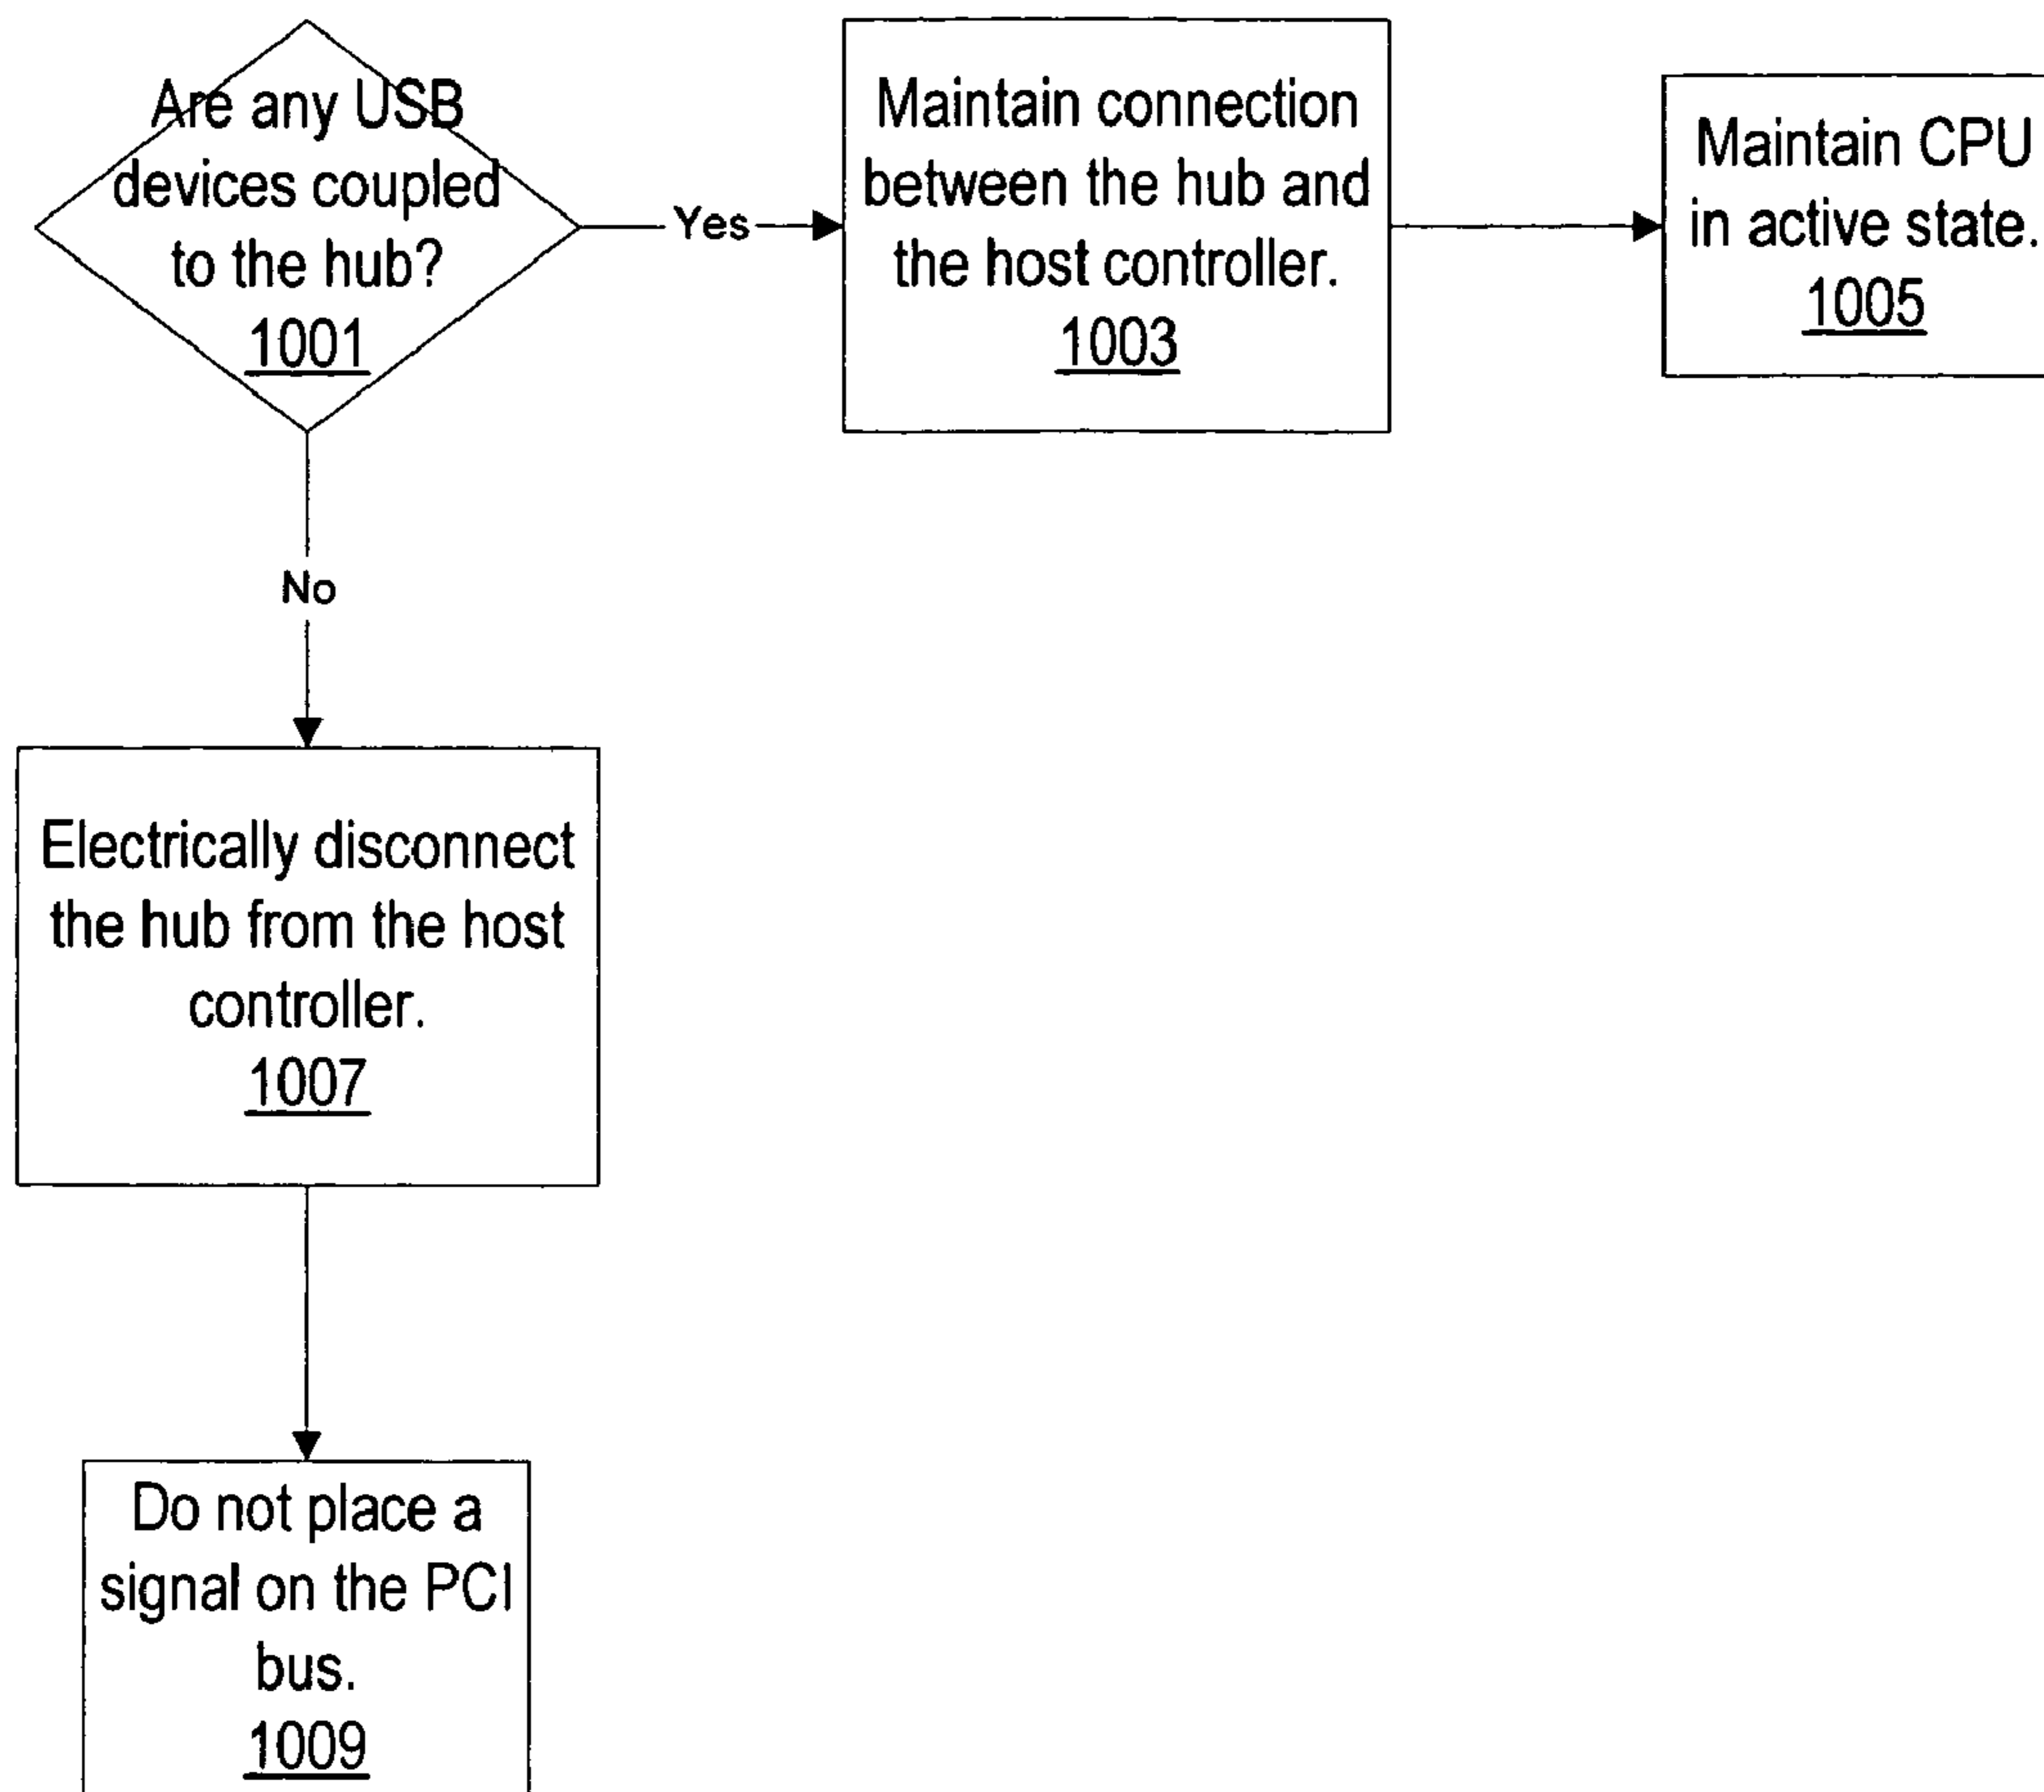 Are any USB
devices coupled
to the hub?
1001
Yes
Maintain connection
between the hub and
the host controller.
1003
Maintain CPU
in active state.
1005
No
Electrically disconnect
the hub from the host
controller.
1007
Do not place a
signal on the PCI
bus.
1009